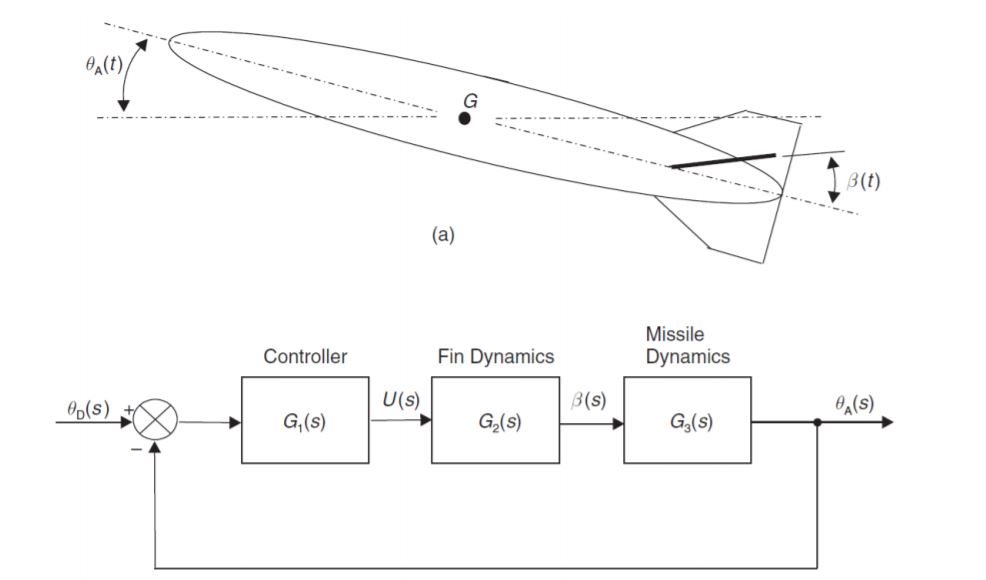 θA(t)
G
β(t)
(a)
Missile
Controller Fin Dynamics Dynamics
θD(s) + G1(s) U(s) G2(s) β(s) G3(s) θA(s)
−